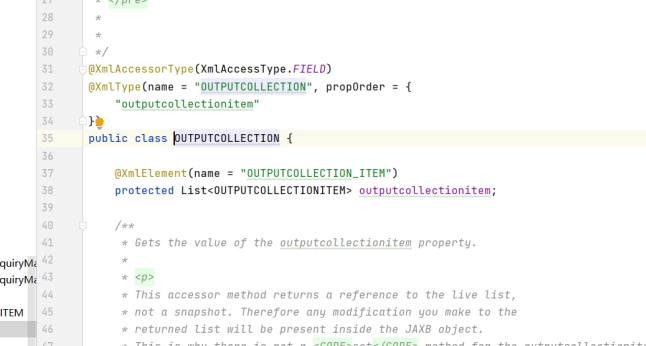 27 * </pre>
28 *
29 *
30 */
31 @XmlAccessorType(XmlAccessType.FIELD)
32 @XmlType(name = "OUTPUTCOLLECTION", propOrder = {
33 "outputcollectionitem"
34 })
35 public class OUTPUTCOLLECTION {
36
37 @XmlElement(name = "OUTPUTCOLLECTION_ITEM")
38 protected List<OUTPUTCOLLECTIONITEM> outputcollectionitem;
39
40 /**
41 * Gets the value of the outputcollectionitem property.
42 *
quiryMa
43 * <p>
quiryMa
44 * This accessor method returns a reference to the live list,
45 * not a snapshot. Therefore any modification you make to the
ITEM
46 * returned list will be present inside the JAXB object.
47 * This is why there is not a <CODE>set</CODE> method for the outputcollectionite